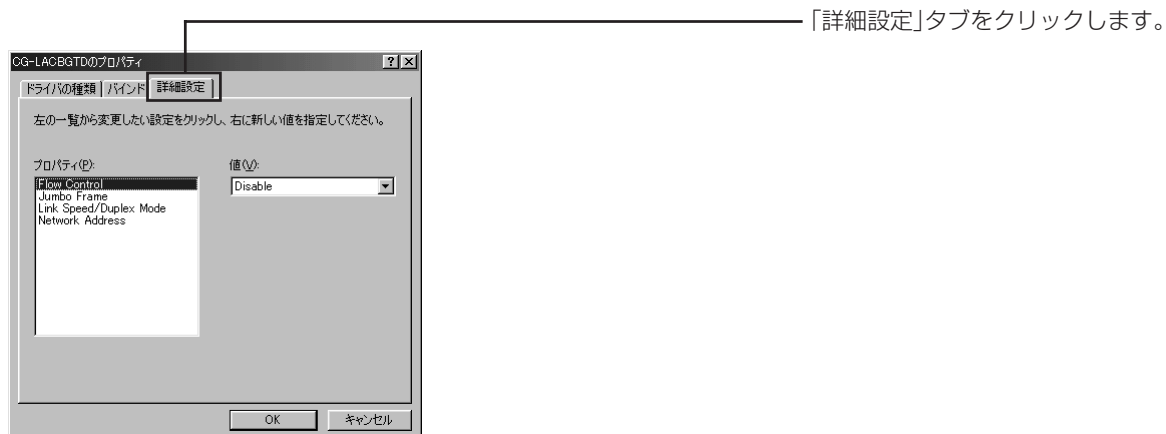 「詳細設定」タブをクリックします。
CG-LACBGTDのプロパティ
ドライバの種類 バインド 詳細設定
左の一覧から変更したい設定をクリックし、右に新しい値を指定してください。
プロパティ(P): 値(V):
Flow Control Disable
Jumbo Frame
Link Speed/Duplex Mode
Network Address
OK キャンセル